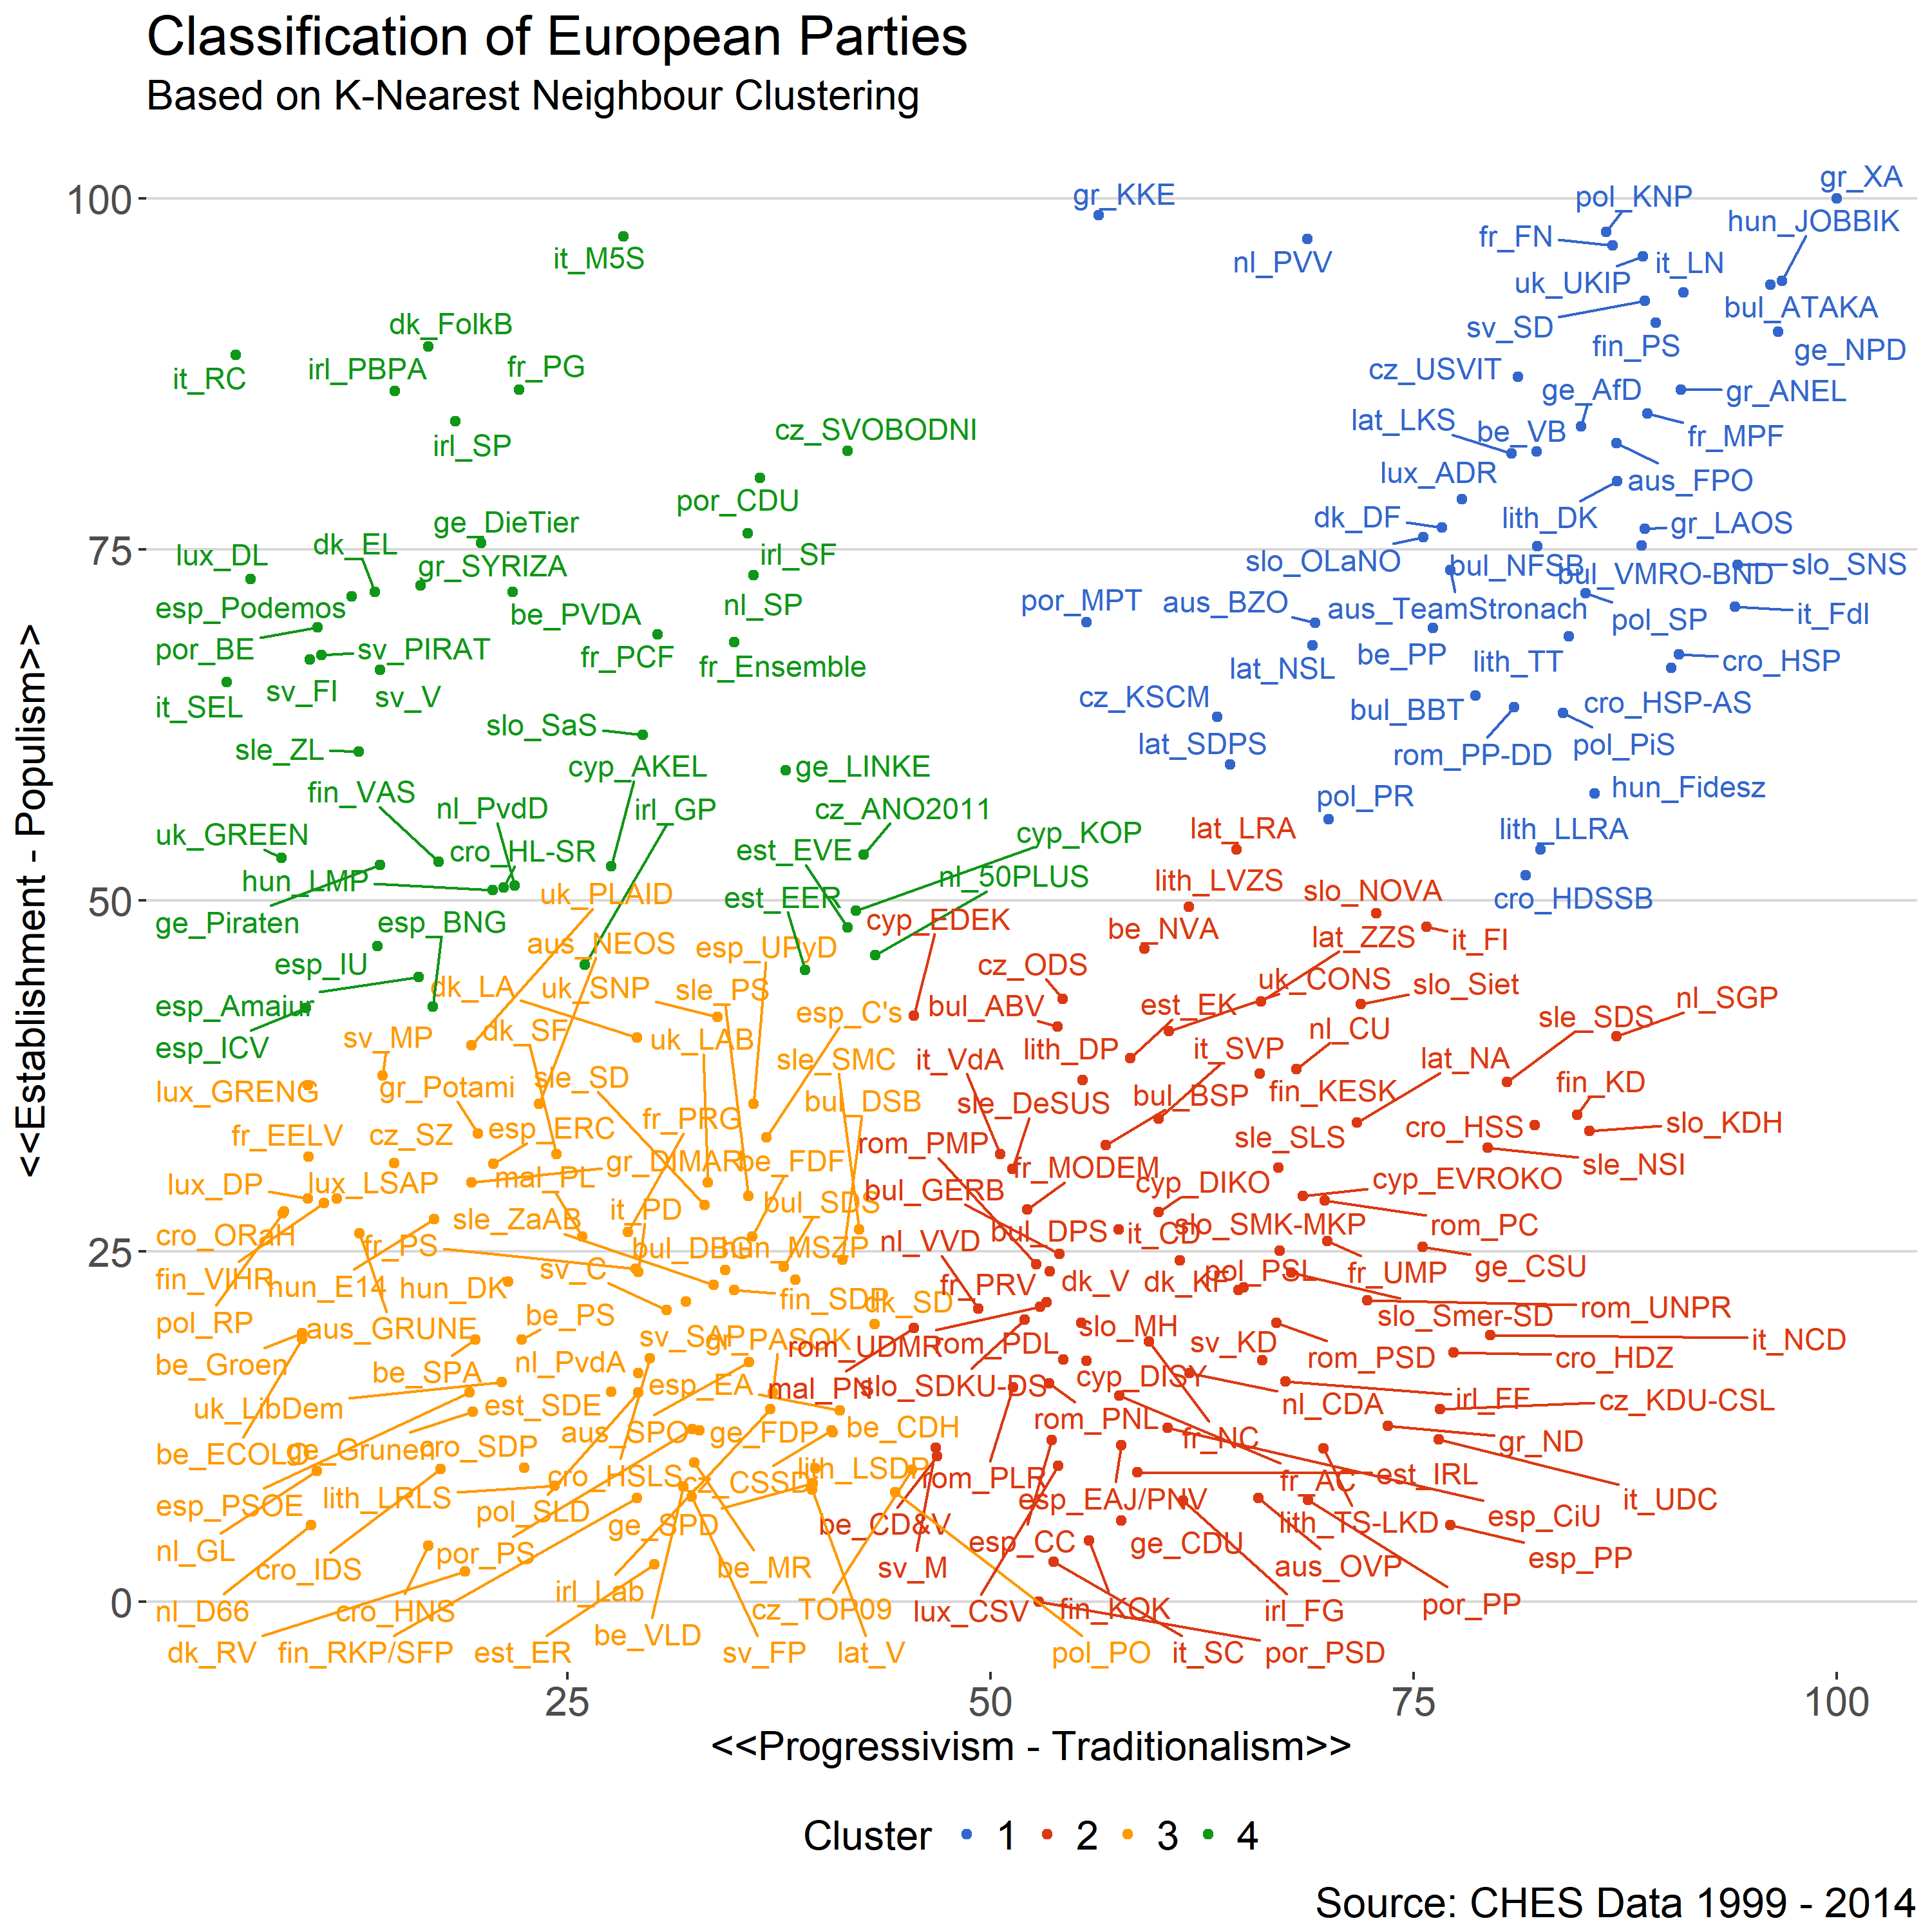 Classification of European Parties
Based on K-Nearest Neighbour Clustering
gr_XA
gr_KKE
pol_KNP
hun_JOBBIK
fr_FN
it_M5S
nl_PVV
it_LN
uk_UKIP
bul_ATAKA
sv_SD
dk_FolkB
fin_PS
ge_NPD
irl_PBPA
fr_PG
it_RC
cz_USVIT
ge_AfD
gr_ANEL
lat_LKS
be_VB
fr_MPF
irl_SP
cz_SVOBODNI
lux_ADR
aus_FPO
por_CDU
dk_DF
lith_DK
gr_LAOS
ge_DieTier
dk_EL
lux_DL
irl_SF
gr_SYRIZA
slo_OLaNO
bul_NFSB
bul_VMRO-BND
slo_SNS
esp_Podemos
be_PVDA
nl_SP
por_MPT
aus_BZO
aus_TeamStronach
pol_SP
it_FdI
por_BE
sv_PIRAT
fr_PCF
fr_Ensemble
lat_NSL
be_PP
lith_TT
cro_HSP
it_SEL
sv_FI
sv_V
cz_KSCM
bul_BBT
cro_HSP-AS
slo_SaS
lat_SDPS
rom_PP-DD
pol_PiS
sle_ZL
cyp_AKEL
ge_LINKE
hun_Fidesz
fin_VAS
nl_PvdD
irl_GP
cz_ANO2011
pol_PR
uk_GREEN
cro_HL-SR
est_EVE
cyp_KOP
lat_LRA
lith_LLRA
hun_LMP
uk_PLAID
est_EER
nl_50PLUS
lith_LVZS
slo_NOVA
cro_HDSSB
ge_Piraten
esp_BNG
cyp_EDEK
be_NVA
lat_ZZS
it_FI
esp_IU
aus_NEOS
esp_UPyD
cz_ODS
uk_CONS
slo_Siet
esp_Amaiur
dk_LA
uk_SNP
sle_PS
esp_C's
bul_ABV
est_EK
nl_CU
sle_SDS
nl_SGP
esp_ICV
sv_MP
dk_SF
uk_LAB
sle_SMC
it_VdA
lith_DP
it_SVP
lat_NA
lux_GRENG
gr_Potami
sle_SD
bul_DSB
sle_DeSUS
bul_BSP
fin_KESK
fin_KD
fr_EELV
cz_SZ
esp_ERC
fr_PRG
rom_PMP
sle_SLS
cro_HSS
slo_KDH
lux_DP
lux_LSAP
mal_PL
gr_DIMAR
be_FDF
fr_MODEM
cyp_DIKO
cyp_EVROKO
sle_NSI
cro_ORaH
fr_PS
sle_ZaAB
it_PD
bul_SDS
bul_GERB
bul_DPS
it_CD
slo_SMK-MKP
rom_PC
fin_VIHR
hun_E14
hun_DK
sv_C
bul_DBG
hun_MSZP
nl_VVD
fr_PRV
dk_V
dk_KF
pol_PSL
fr_UMP
ge_CSU
pol_RP
aus_GRUNE
be_PS
fin_SDP
dk_SD
slo_MH
slo_Smer-SD
rom_UNPR
be_Groen
be_SPA
nl_PvdA
sv_SAP
gr_PASOK
rom_UDMR
rom_PDL
sv_KD
rom_PSD
cro_HDZ
it_NCD
uk_LibDem
est_SDE
esp_EA
mal_PN
slo_SDKU-DS
cyp_DISY
nl_CDA
irl_FF
cz_KDU-CSL
be_ECOLO
ge_Grunen
cro_SDP
aus_SPO
ge_FDP
be_CDH
rom_PNL
fr_NC
gr_ND
esp_PSOE
lith_LRLS
cro_HSLS
cz_CSSD
lith_LSDP
rom_PLR
fr_AC
est_IRL
it_UDC
nl_GL
pol_SLD
ge_SPD
be_CD&V
esp_EAJ/PNV
lith_TS-LKD
esp_CiU
cro_IDS
por_PS
be_MR
sv_M
esp_CC
ge_CDU
aus_OVP
esp_PP
nl_D66
cro_HNS
irl_Lab
cz_TOP09
lux_CSV
fin_KOK
irl_FG
por_PP
dk_RV
fin_RKP/SFP
est_ER
be_VLD
sv_FP
lat_V
pol_PO
it_SC
por_PSD
100
75
50
25
0
<<Establishment - Populism>>
25
50
75
100
<<Progressivism - Traditionalism>>
Cluster 1 2 3 4
Source: CHES Data 1999 - 2014